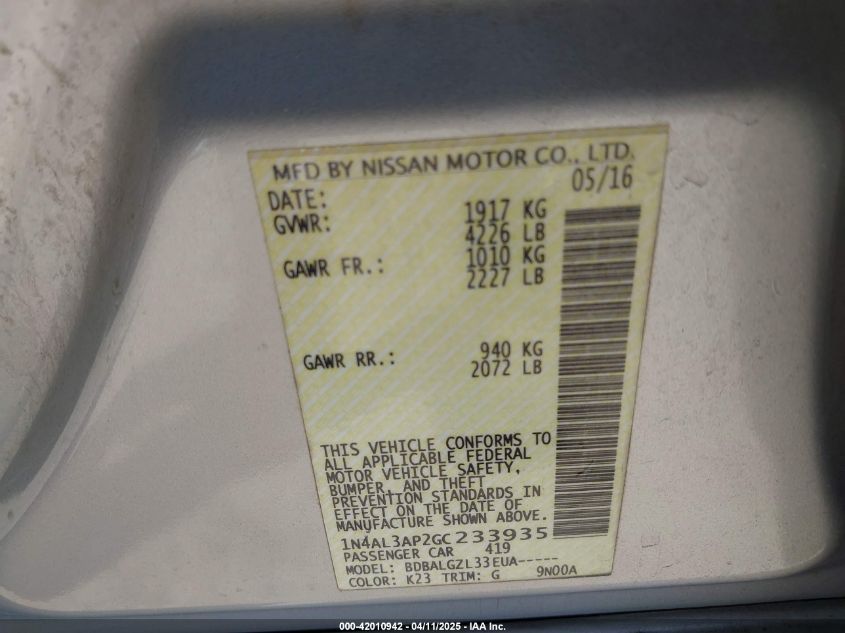 MFD BY NISSAN MOTOR CO., LTD.
DATE: 05/16
GVWR: 1917 KG
4226 LB
GAWR FR.: 1010 KG
2227 LB
GAWR RR.: 940 KG
2072 LB
THIS VEHICLE CONFORMS TO
ALL APPLICABLE FEDERAL
MOTOR VEHICLE SAFETY,
BUMPER, AND THEFT
PREVENTION STANDARDS IN
EFFECT ON THE DATE OF
MANUFACTURE SHOWN ABOVE.
1N4AL3AP2GC233935
PASSENGER CAR 419
MODEL: BDBALGZL33EUA-----
COLOR: K23 TRIM: G 9N00A
000-42010942 - 04/11/2025 - IAA Inc.